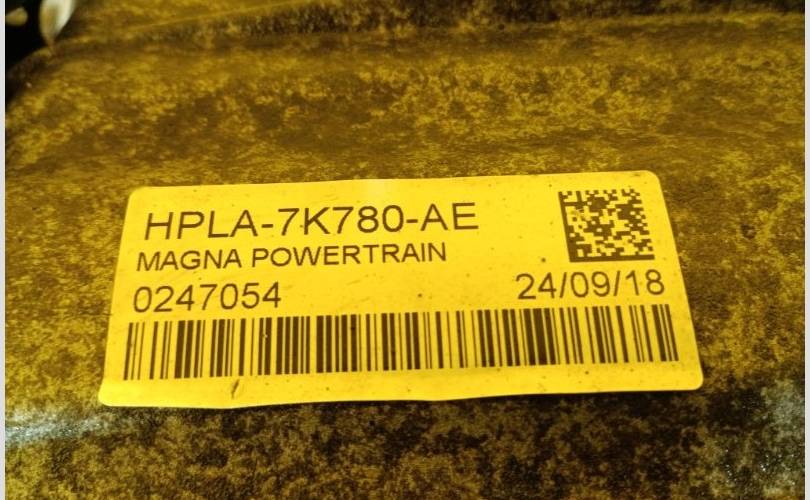 HPLA-7K780-AE
MAGNA POWERTRAIN
0247054
24/09/18